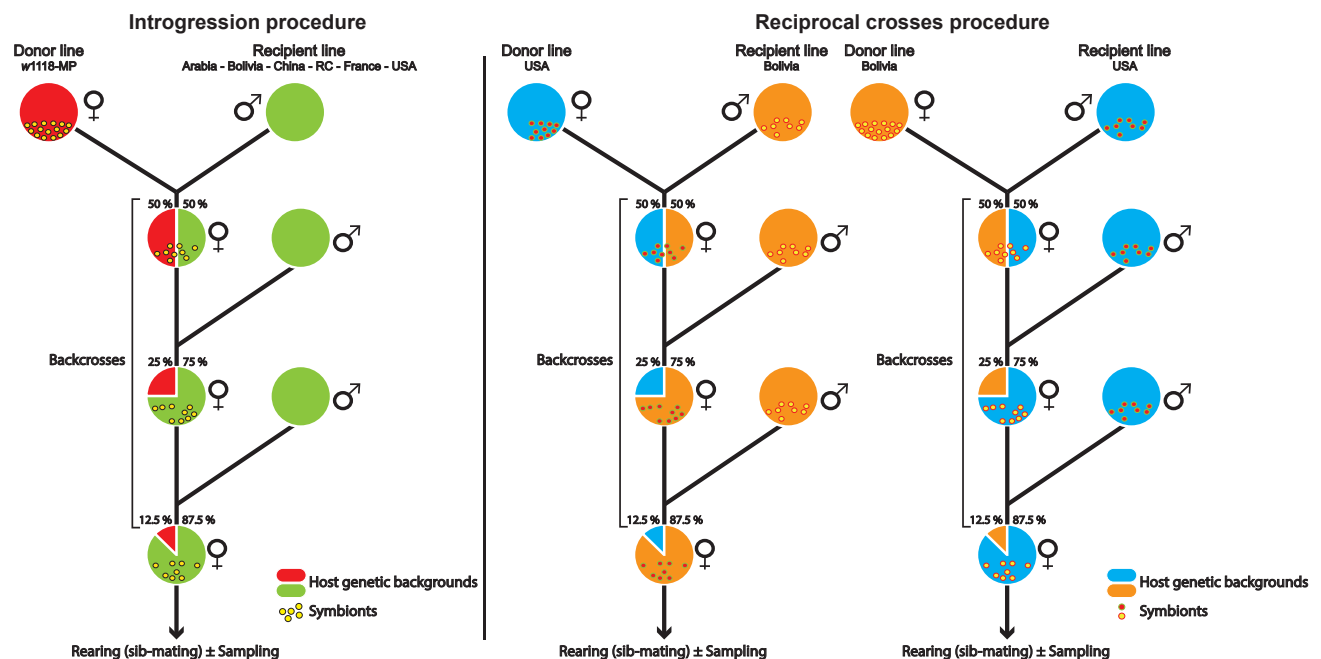 Introgression procedure
Donor line
w1118-MP
Recipient line
Arabia - Bolivia - China - RC - France - USA
♀
♂
50 % 50 %
♀
♂
Backcrosses
25 % 75 %
♀
♂
12.5 % 87.5 %
♀
Host genetic backgrounds
Symbionts
Rearing (sib-mating) ± Sampling
Reciprocal crosses procedure
Donor line
USA
Recipient line
Bolivia
♀
♂
50 % 50 %
♀
♂
Backcrosses
25 % 75 %
♀
♂
12.5 % 87.5 %
♀
Rearing (sib-mating) ± Sampling
Donor line
Bolivia
Recipient line
USA
♀
♂
50 % 50 %
♀
♂
Backcrosses
25 % 75 %
♀
♂
12.5 % 87.5 %
♀
Host genetic backgrounds
Symbionts
Rearing (sib-mating) ± Sampling